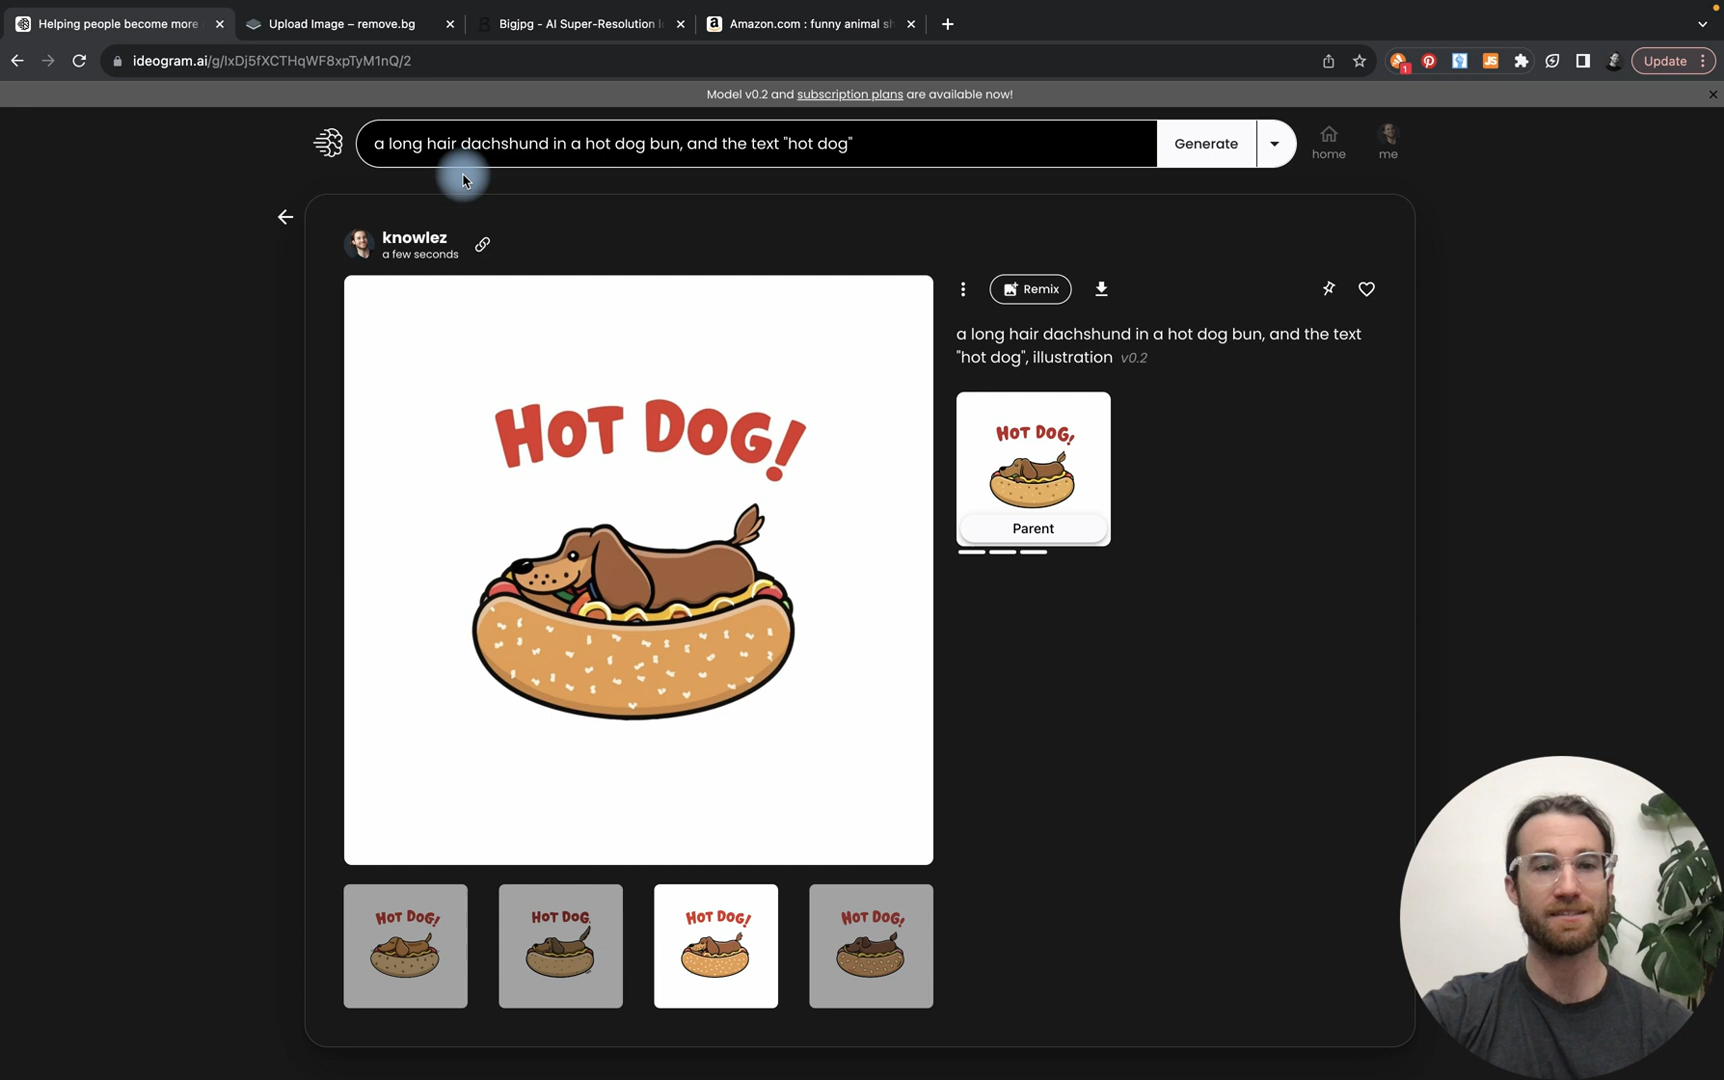 Helping people become more
Upload Image – remove.bg
Bigjpg - AI Super-Resolution
Amazon.com : funny animal sh
ideogram.ai/g/lxDj5fXCTHqWF8xpTyM1nQ/2
1
JS
Update
Model v0.2 and subscription plans are available now!
a long hair dachshund in a hot dog bun, and the text "hot dog"
Generate
home
me
knowlez
a few seconds
Remix
a long hair dachshund in a hot dog bun, and the text
"hot dog", illustration v0.2
HOT DOG!
HOT DOG!
Parent
HOT DOG!
HOT DOG
HOT DOG!
HOT DOG!